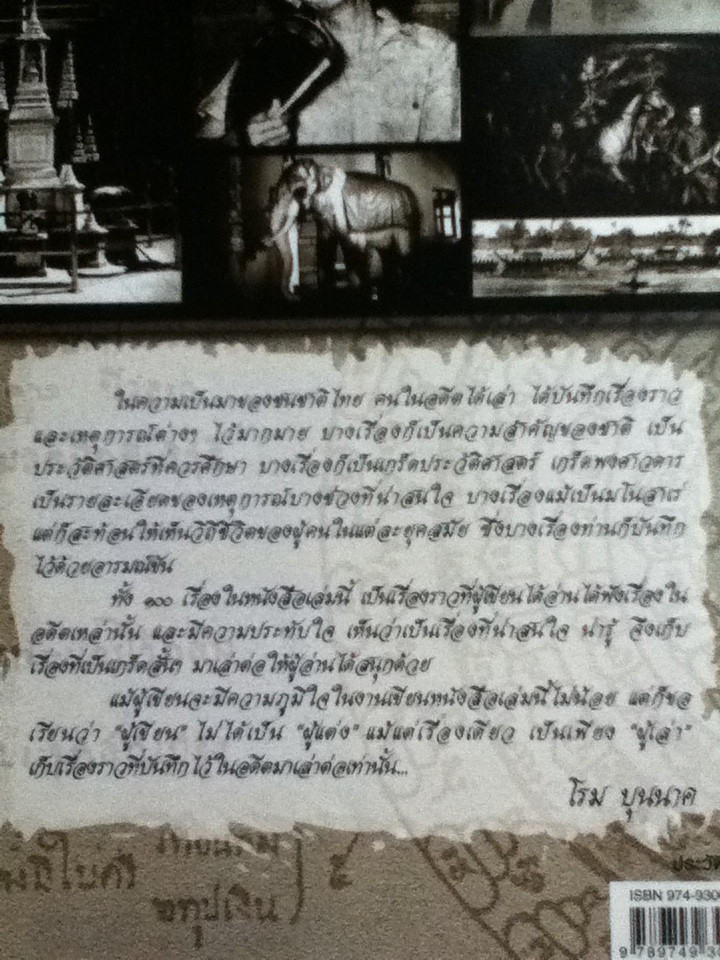 ในความเป็นมาของชนชาติไทย คนในอดีตได้เล่า ได้บันทึกเรื่องราว
และเหตุการณ์ต่างๆ ไว้มากมาย บางเรื่องก็เป็นความสำคัญของชาติ เป็น
ประวัติศาสตร์ที่ควรศึกษา บางเรื่องก็เป็นเกร็ดประวัติศาสตร์ เกร็ดพงศาวดาร
เป็นรายละเอียดของเหตุการณ์บางช่วงที่น่าสนใจ บางเรื่องแม้เป็นมโนสาเร่
แต่ก็สะท้อนให้เห็นวิถีชีวิตของผู้คนในแต่ละยุคสมัย ซึ่งบางเรื่องท่านก็บันทึก
ไว้ด้วยอารมณ์ขัน
ทั้ง ๑๐๐ เรื่องในหนังสือเล่มนี้ เป็นเรื่องราวที่ผู้เขียนได้อ่านได้ฟังเรื่องใน
อดีตเหล่านั้น และมีความประทับใจ เห็นว่าเป็นเรื่องที่น่าสนใจ น่ารู้ จึงเก็บ
เรื่องที่เป็นเกร็ดสั้นๆ มาเล่าต่อให้ผู้อ่านได้สนุกด้วย
แม้ผู้เขียนจะมีความภูมิใจในงานเขียนหนังสือเล่มนี้ไม่น้อย แต่ก็ขอ
เรียนว่า "ผู้เขียน" ไม่ได้เป็น "ผู้แต่ง" แม้แต่เรื่องเดียว เป็นเพียง "ผู้เล่า"
เก็บเรื่องราวที่บันทึกไว้ในอดีตมาเล่าต่อเท่านั้น...
โรม บุนนาค
ประวัติ
ISBN 974-930
9 789749 3